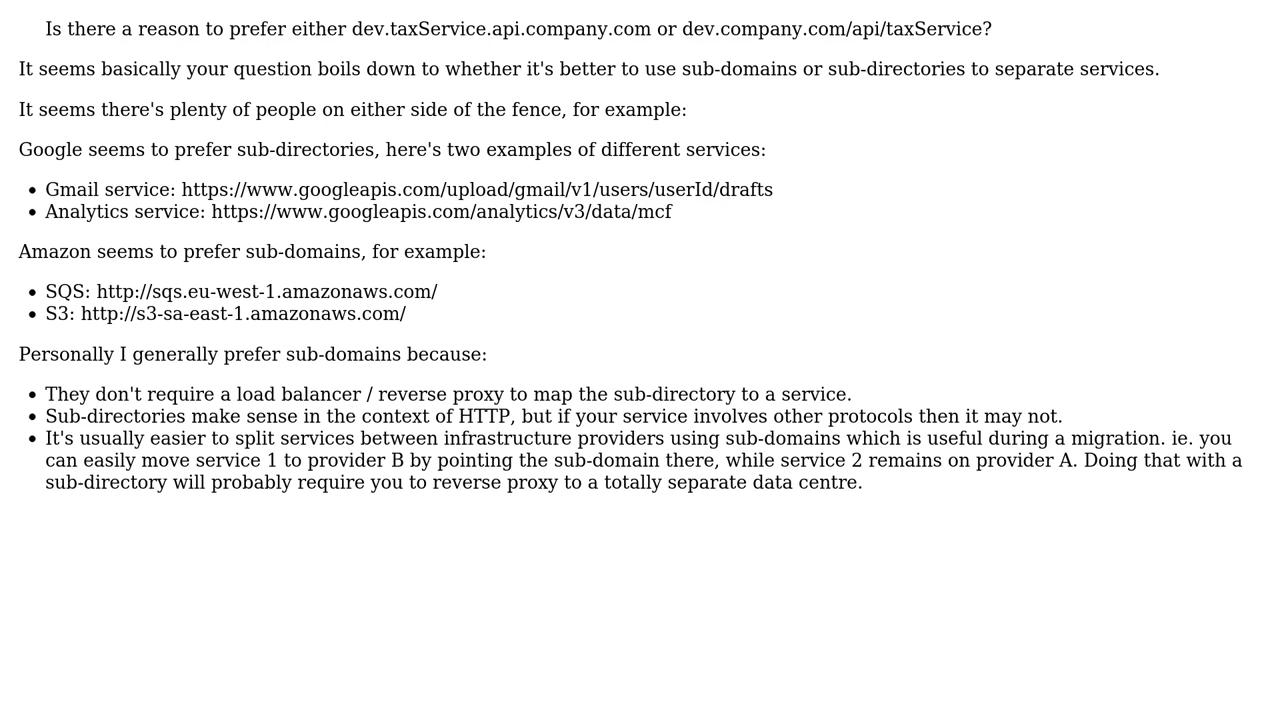 Is there a reason to prefer either dev.taxService.api.company.com or dev.company.com/api/taxService?
It seems basically your question boils down to whether it's better to use sub-domains or sub-directories to separate services.
It seems there's plenty of people on either side of the fence, for example:
Google seems to prefer sub-directories, here's two examples of different services:
• Gmail service: https://www.googleapis.com/upload/gmail/v1/users/userId/drafts
• Analytics service: https://www.googleapis.com/analytics/v3/data/mcf
Amazon seems to prefer sub-domains, for example:
• SQS: http://sqs.eu-west-1.amazonaws.com/
• S3: http://s3-sa-east-1.amazonaws.com/
Personally I generally prefer sub-domains because:
• They don't require a load balancer / reverse proxy to map the sub-directory to a service.
• Sub-directories make sense in the context of HTTP, but if your service involves other protocols then it may not.
• It's usually easier to split services between infrastructure providers using sub-domains which is useful during a migration. ie. you
can easily move service 1 to provider B by pointing the sub-domain there, while service 2 remains on provider A. Doing that with a
sub-directory will probably require you to reverse proxy to a totally separate data centre.